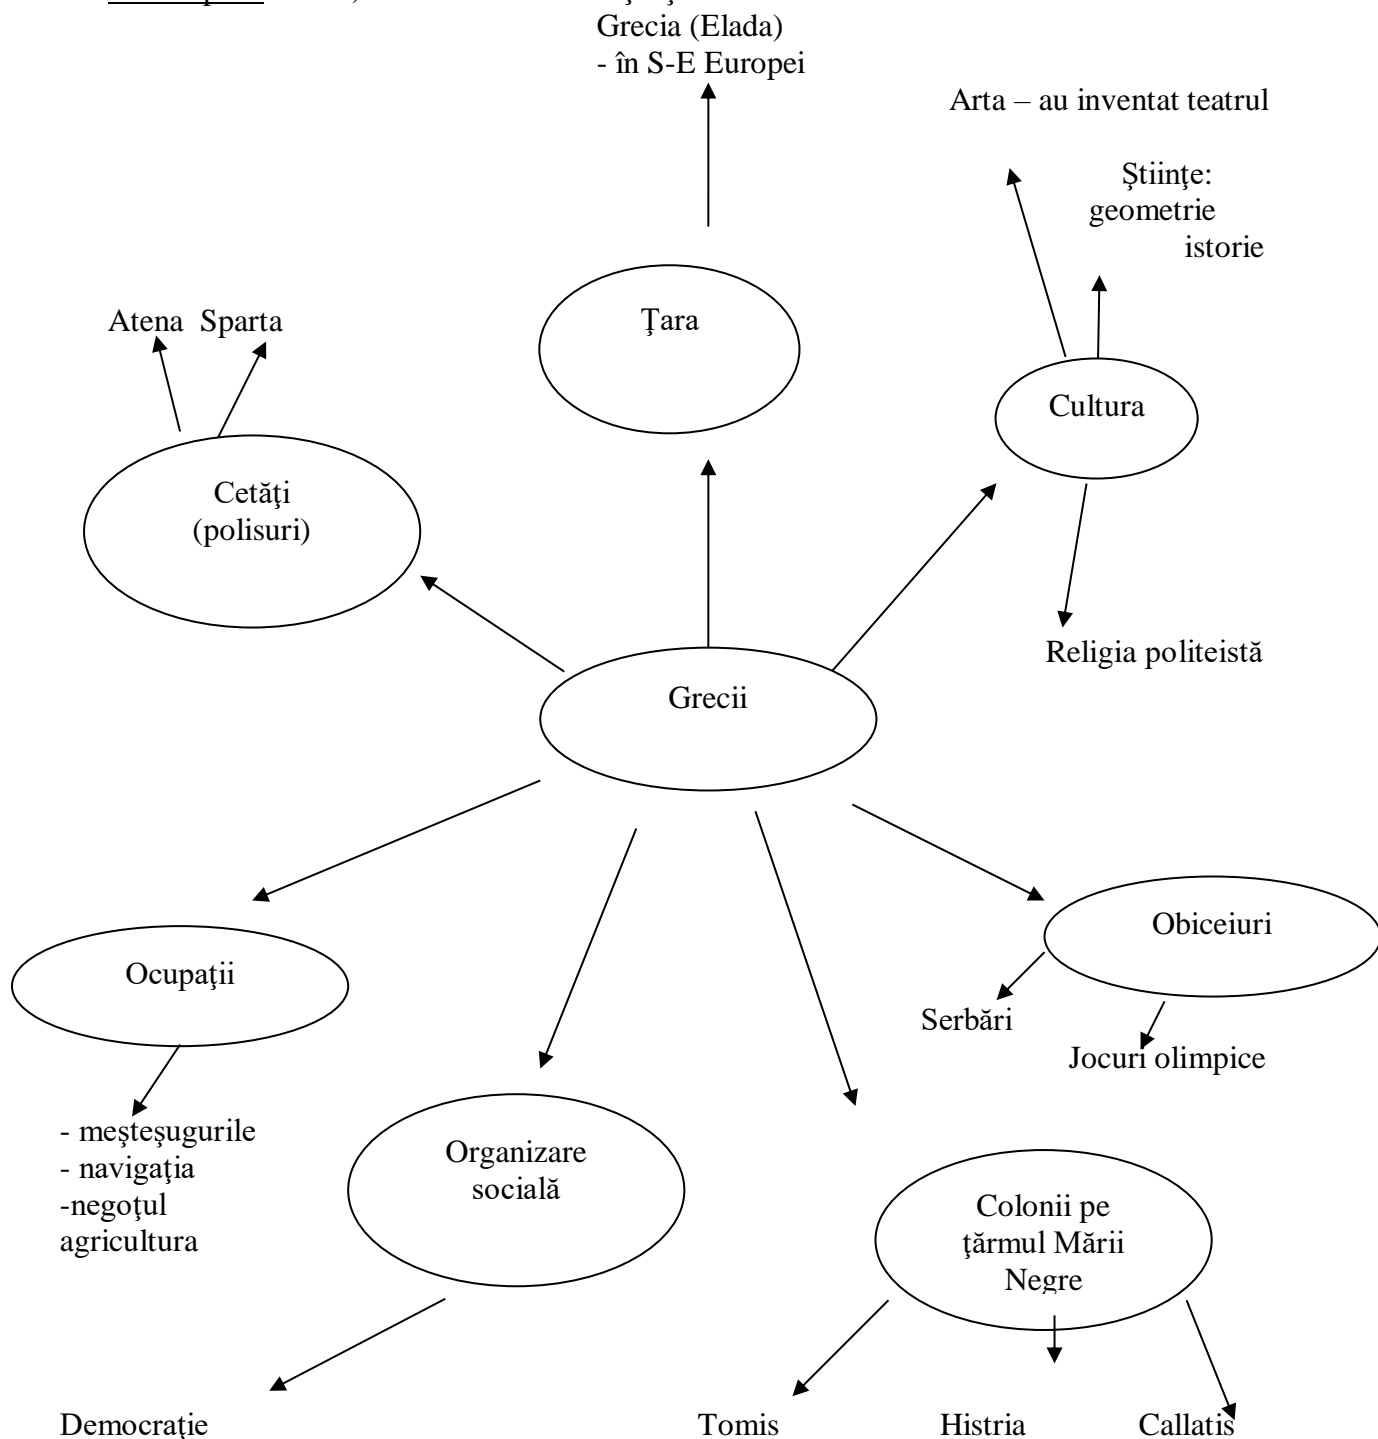 Grecia (Elada)
- în S-E Europei
Arta – au inventat teatrul
Ştiinţe:
geometrie
istorie
Atena  Sparta
Ţara
Cultura
Cetăţi
(polisuri)
Religia politeistă
Grecii
Obiceiuri
Ocupaţii
Serbări
Jocuri olimpice
- meşteşugurile
- navigaţia
-negoţul
agricultura
Organizare
socială
Colonii pe
ţărmul Mării
Negre
Democraţie
Tomis
Histria
Callatis